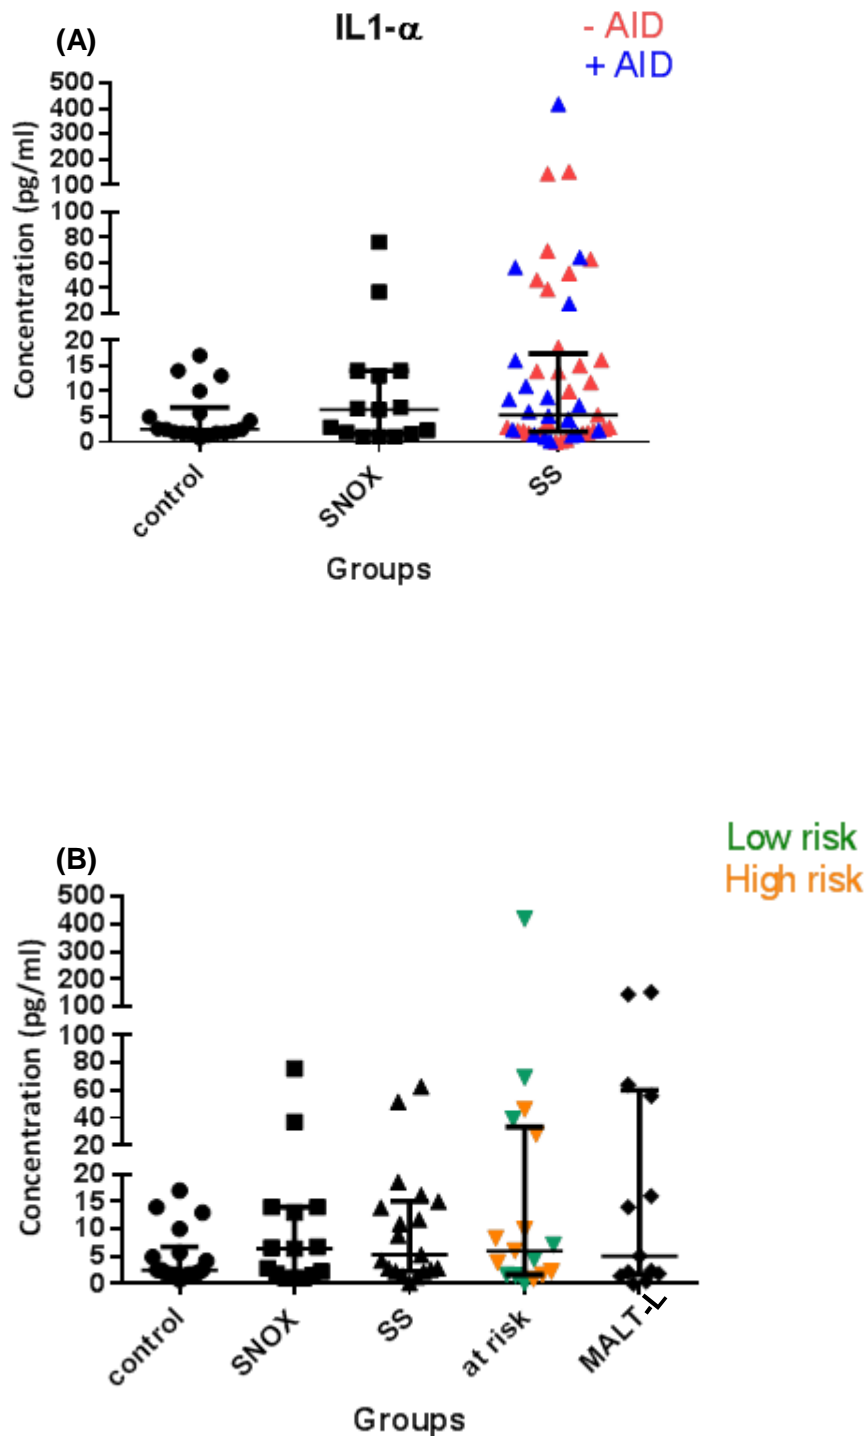 (A)
IL1-α
- AID
+ AID
Concentration (pg/ml)
500
400
300
200
100
100
80
60
40
20
20
15
10
5
0
control
SNOX
SS
Groups
(B)
Low risk
High risk
Concentration (pg/ml)
500
400
300
200
100
100
80
60
40
20
20
15
10
5
0
control
SNOX
SS
at risk
MALT-L
Groups